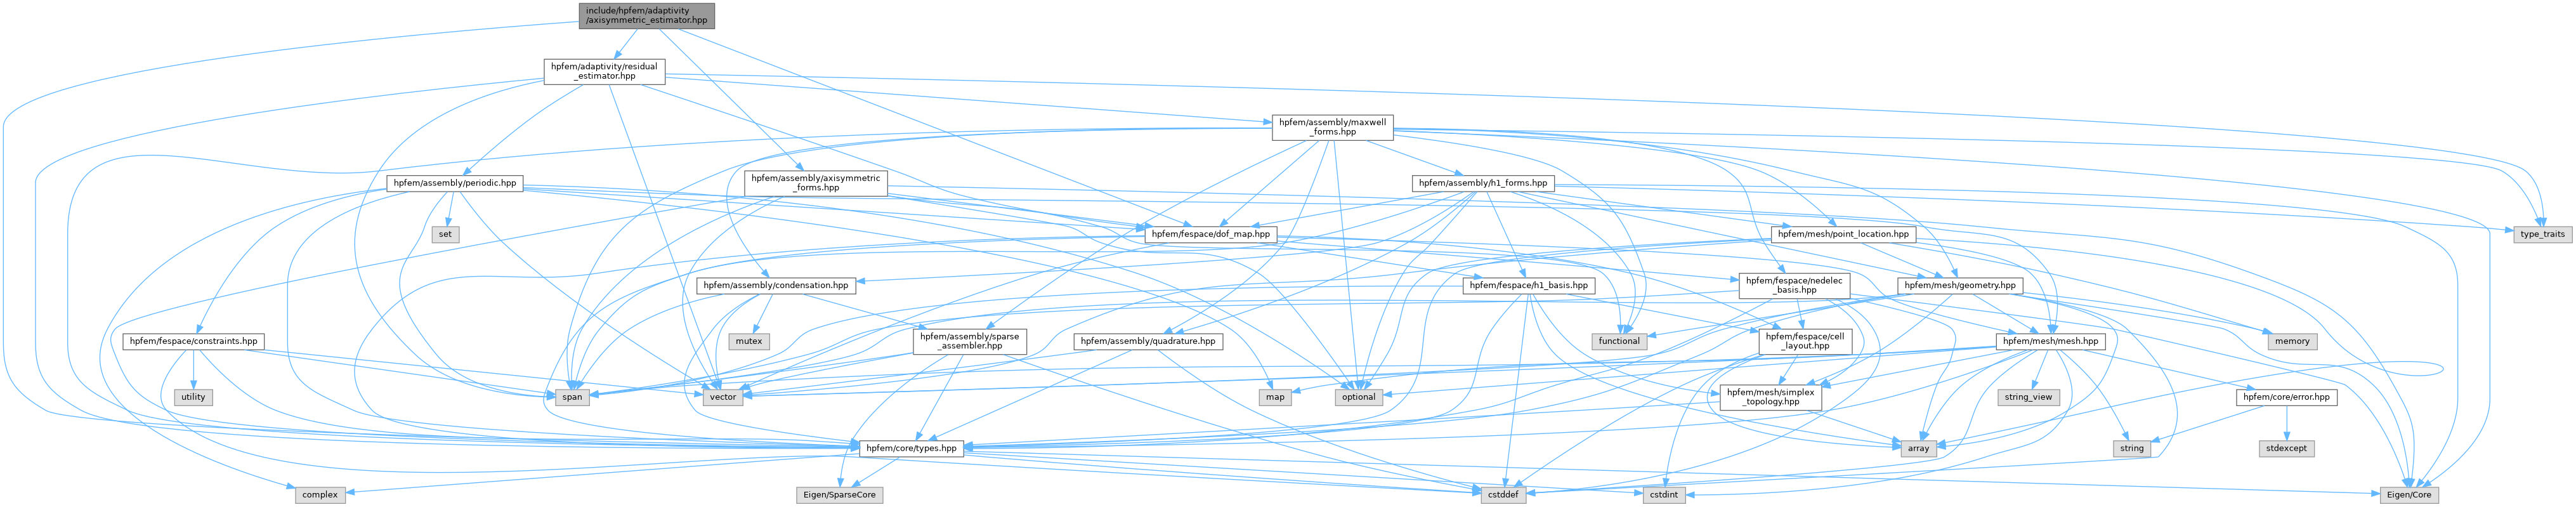 include/hpfem/adaptivity
/axisymmetric_estimator.hpp
hpfem/adaptivity/residual
_estimator.hpp
hpfem/assembly/maxwell
_forms.hpp
hpfem/assembly/periodic.hpp
hpfem/assembly/axisymmetric
_forms.hpp
hpfem/assembly/h1_forms.hpp
set
hpfem/fespace/dof_map.hpp
hpfem/mesh/point_location.hpp
type_traits
hpfem/assembly/condensation.hpp
hpfem/fespace/h1_basis.hpp
hpfem/fespace/nedelec
_basis.hpp
hpfem/mesh/geometry.hpp
hpfem/fespace/constraints.hpp
mutex
hpfem/assembly/sparse
_assembler.hpp
hpfem/assembly/quadrature.hpp
functional
hpfem/fespace/cell
_layout.hpp
hpfem/mesh/mesh.hpp
memory
utility
span
vector
map
optional
hpfem/mesh/simplex
_topology.hpp
string_view
hpfem/core/error.hpp
hpfem/core/types.hpp
array
string
stdexcept
complex
Eigen/SparseCore
cstddef
cstdint
Eigen/Core